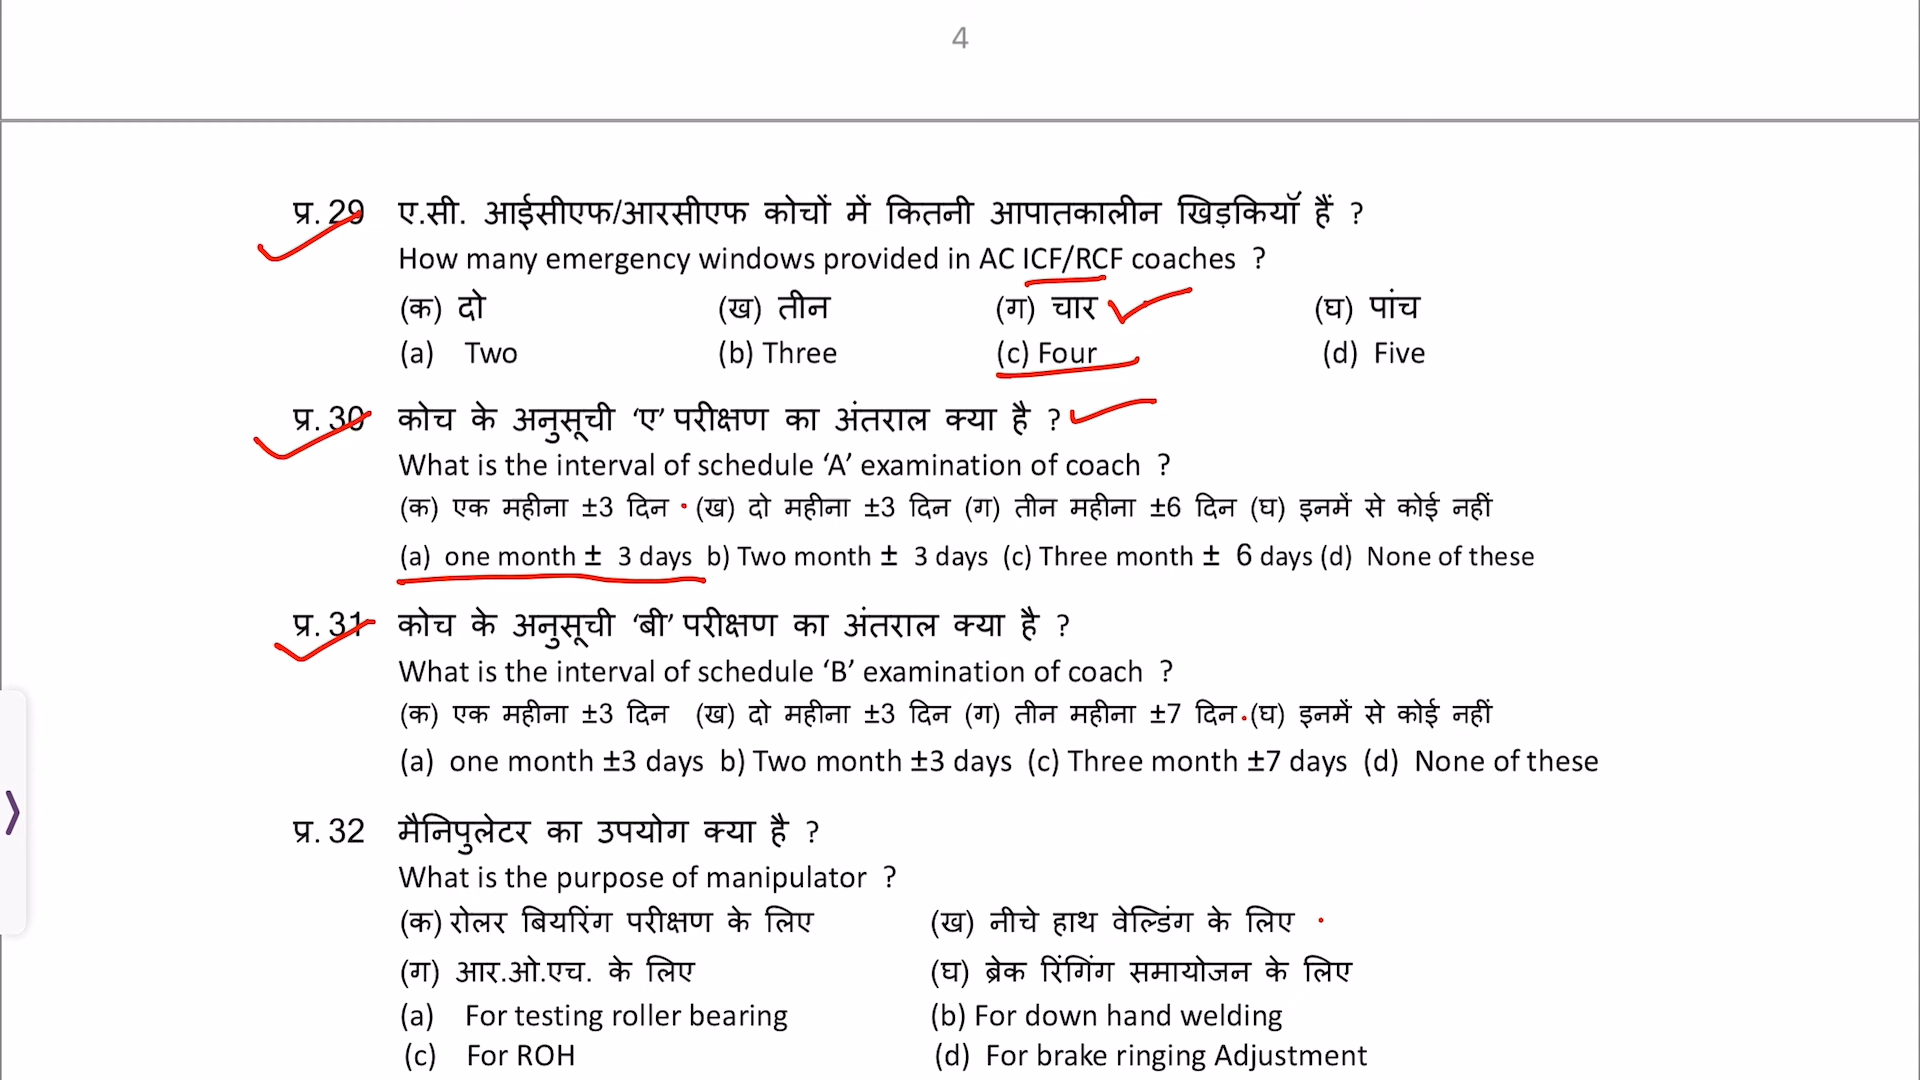 4
प्र. 29 ए.सी. आईसीएफ/आरसीएफ कोचों में कितनी आपातकालीन खिड़कियाँ हैं ?
How many emergency windows provided in AC ICF/RCF coaches ?
(क) दो (ख) तीन (ग) चार (घ) पांच
(a) Two (b) Three (c) Four (d) Five
प्र. 30 कोच के अनुसूची ‘ए’ परीक्षण का अंतराल क्या है ?
What is the interval of schedule ‘A’ examination of coach ?
(क) एक महीना ±3 दिन (ख) दो महीना ±3 दिन (ग) तीन महीना ±6 दिन (घ) इनमें से कोई नहीं
(a) one month ± 3 days b) Two month ± 3 days (c) Three month ± 6 days (d) None of these
प्र. 31 कोच के अनुसूची ‘बी’ परीक्षण का अंतराल क्या है ?
What is the interval of schedule ‘B’ examination of coach ?
(क) एक महीना ±3 दिन (ख) दो महीना ±3 दिन (ग) तीन महीना ±7 दिन (घ) इनमें से कोई नहीं
(a) one month ±3 days b) Two month ±3 days (c) Three month ±7 days (d) None of these
प्र. 32 मैनिपुलेटर का उपयोग क्या है ?
What is the purpose of manipulator ?
(क) रोलर बियरिंग परीक्षण के लिए (ख) नीचे हाथ वेल्डिंग के लिए
(ग) आर.ओ.एच. के लिए (घ) ब्रेक रिंगिंग समायोजन के लिए
(a) For testing roller bearing (b) For down hand welding
(c) For ROH (d) For brake ringing Adjustment